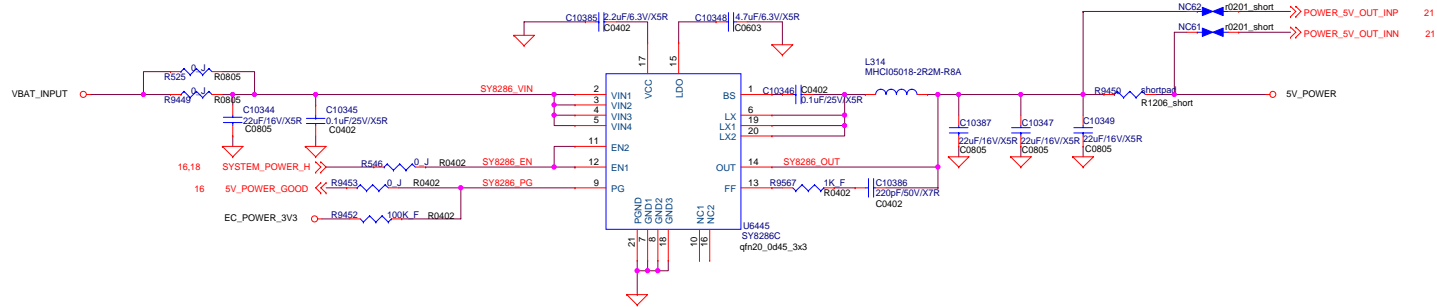 NC62 r0201_short POWER_5V_OUT_INP 21
C10385 2.2uF/6.3V/X5R C10348 4.7uF/6.3V/X5R
C0402 C0603
NC61 r0201_short POWER_5V_OUT_INN 21
17 15
L314
MHCI05018-2R2M-R8A
0_J
R525 R0805
VCC LDO
VBAT_INPUT 0_J SY8286_VIN 2 VIN1 BS 1 C10346 C0402 R9450 shortpad 5V_POWER
R9449 R0805 3 VIN2 0.1uF/25V/X5R R1206_short
C10344 C10345 4 VIN3 LX 6
22uF/16V/X5R 0.1uF/25V/X5R 5 VIN4 LX1 19 C10387 C10347 C10349
C0805 C0402 LX2 20 22uF/16V/X5R 22uF/16V/X5R 22uF/16V/X5R
C0805 C0805 C0805
11 EN2
16,18 SYSTEM_POWER_H R546 0_J R0402 SY8286_EN 12 EN1 OUT 14 SY8286_OUT
16 5V_POWER_GOOD R9453 0_J R0402 SY8286_PG 9 PG FF 13 R9567 1K_F C10386
R0402 220pF/50V/X7R
C0402
EC_POWER_3V3 R9452 100K_F R0402
PGND GND1 GND2 GND3 NC1 NC2
U6445
SY8286C
qfn20_0d45_3x3
21 7 8 18 10 16